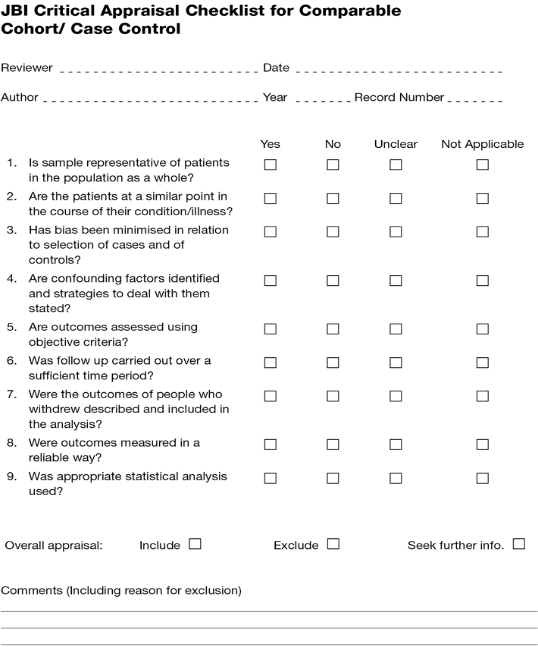 JBI Critical Appraisal Checklist for Comparable
Cohort/ Case Control
Reviewer Date
Author Year Record Number
Yes No Unclear Not Applicable
1. Is sample representative of patients
in the population as a whole?
2. Are the patients at a similar point in
the course of their condition/illness?
3. Has bias been minimised in relation
to selection of cases and of
controls?
4. Are confounding factors identified
and strategies to deal with them
stated?
5. Are outcomes assessed using
objective criteria?
6. Was follow up carried out over a
sufficient time period?
7. Were the outcomes of people who
withdrew described and included in
the analysis?
8. Were outcomes measured in a
reliable way?
9. Was appropriate statistical analysis
used?
Overall appraisal: Include Exclude Seek further info.
Comments (Including reason for exclusion)